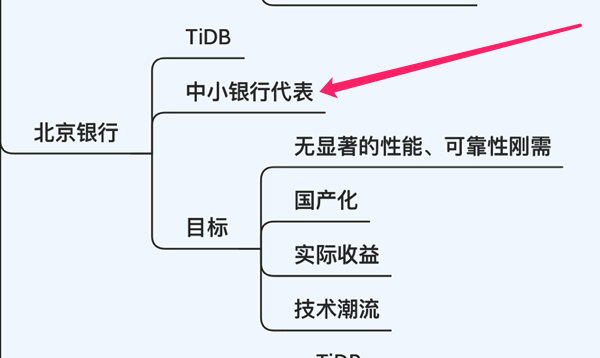 TiDB
中小银行代表
北京银行
无显著的性能、可靠性刚需
国产化
目标
实际收益
技术潮流
TiDB